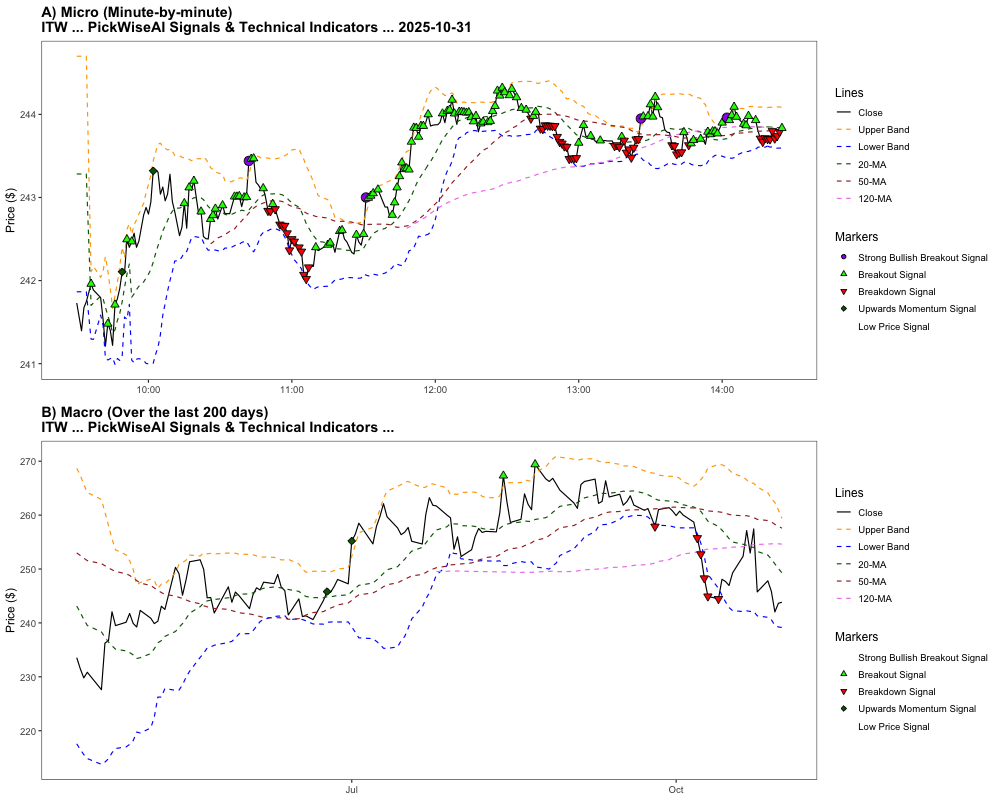 A) Micro (Minute-by-minute)
ITW ... PickWiseAI Signals & Technical Indicators ... 2025-10-31
Price ($)
244
243
242
241
10:00
11:00
12:00
13:00
14:00
Lines
Close
Upper Band
Lower Band
20-MA
50-MA
120-MA
Markers
Strong Bullish Breakout Signal
Breakout Signal
Breakdown Signal
Upwards Momentum Signal
Low Price Signal
B) Macro (Over the last 200 days)
ITW ... PickWiseAI Signals & Technical Indicators ...
Price ($)
270
260
250
240
230
220
Jul
Oct
Lines
Close
Upper Band
Lower Band
20-MA
50-MA
120-MA
Markers
Strong Bullish Breakout Signal
Breakout Signal
Breakdown Signal
Upwards Momentum Signal
Low Price Signal